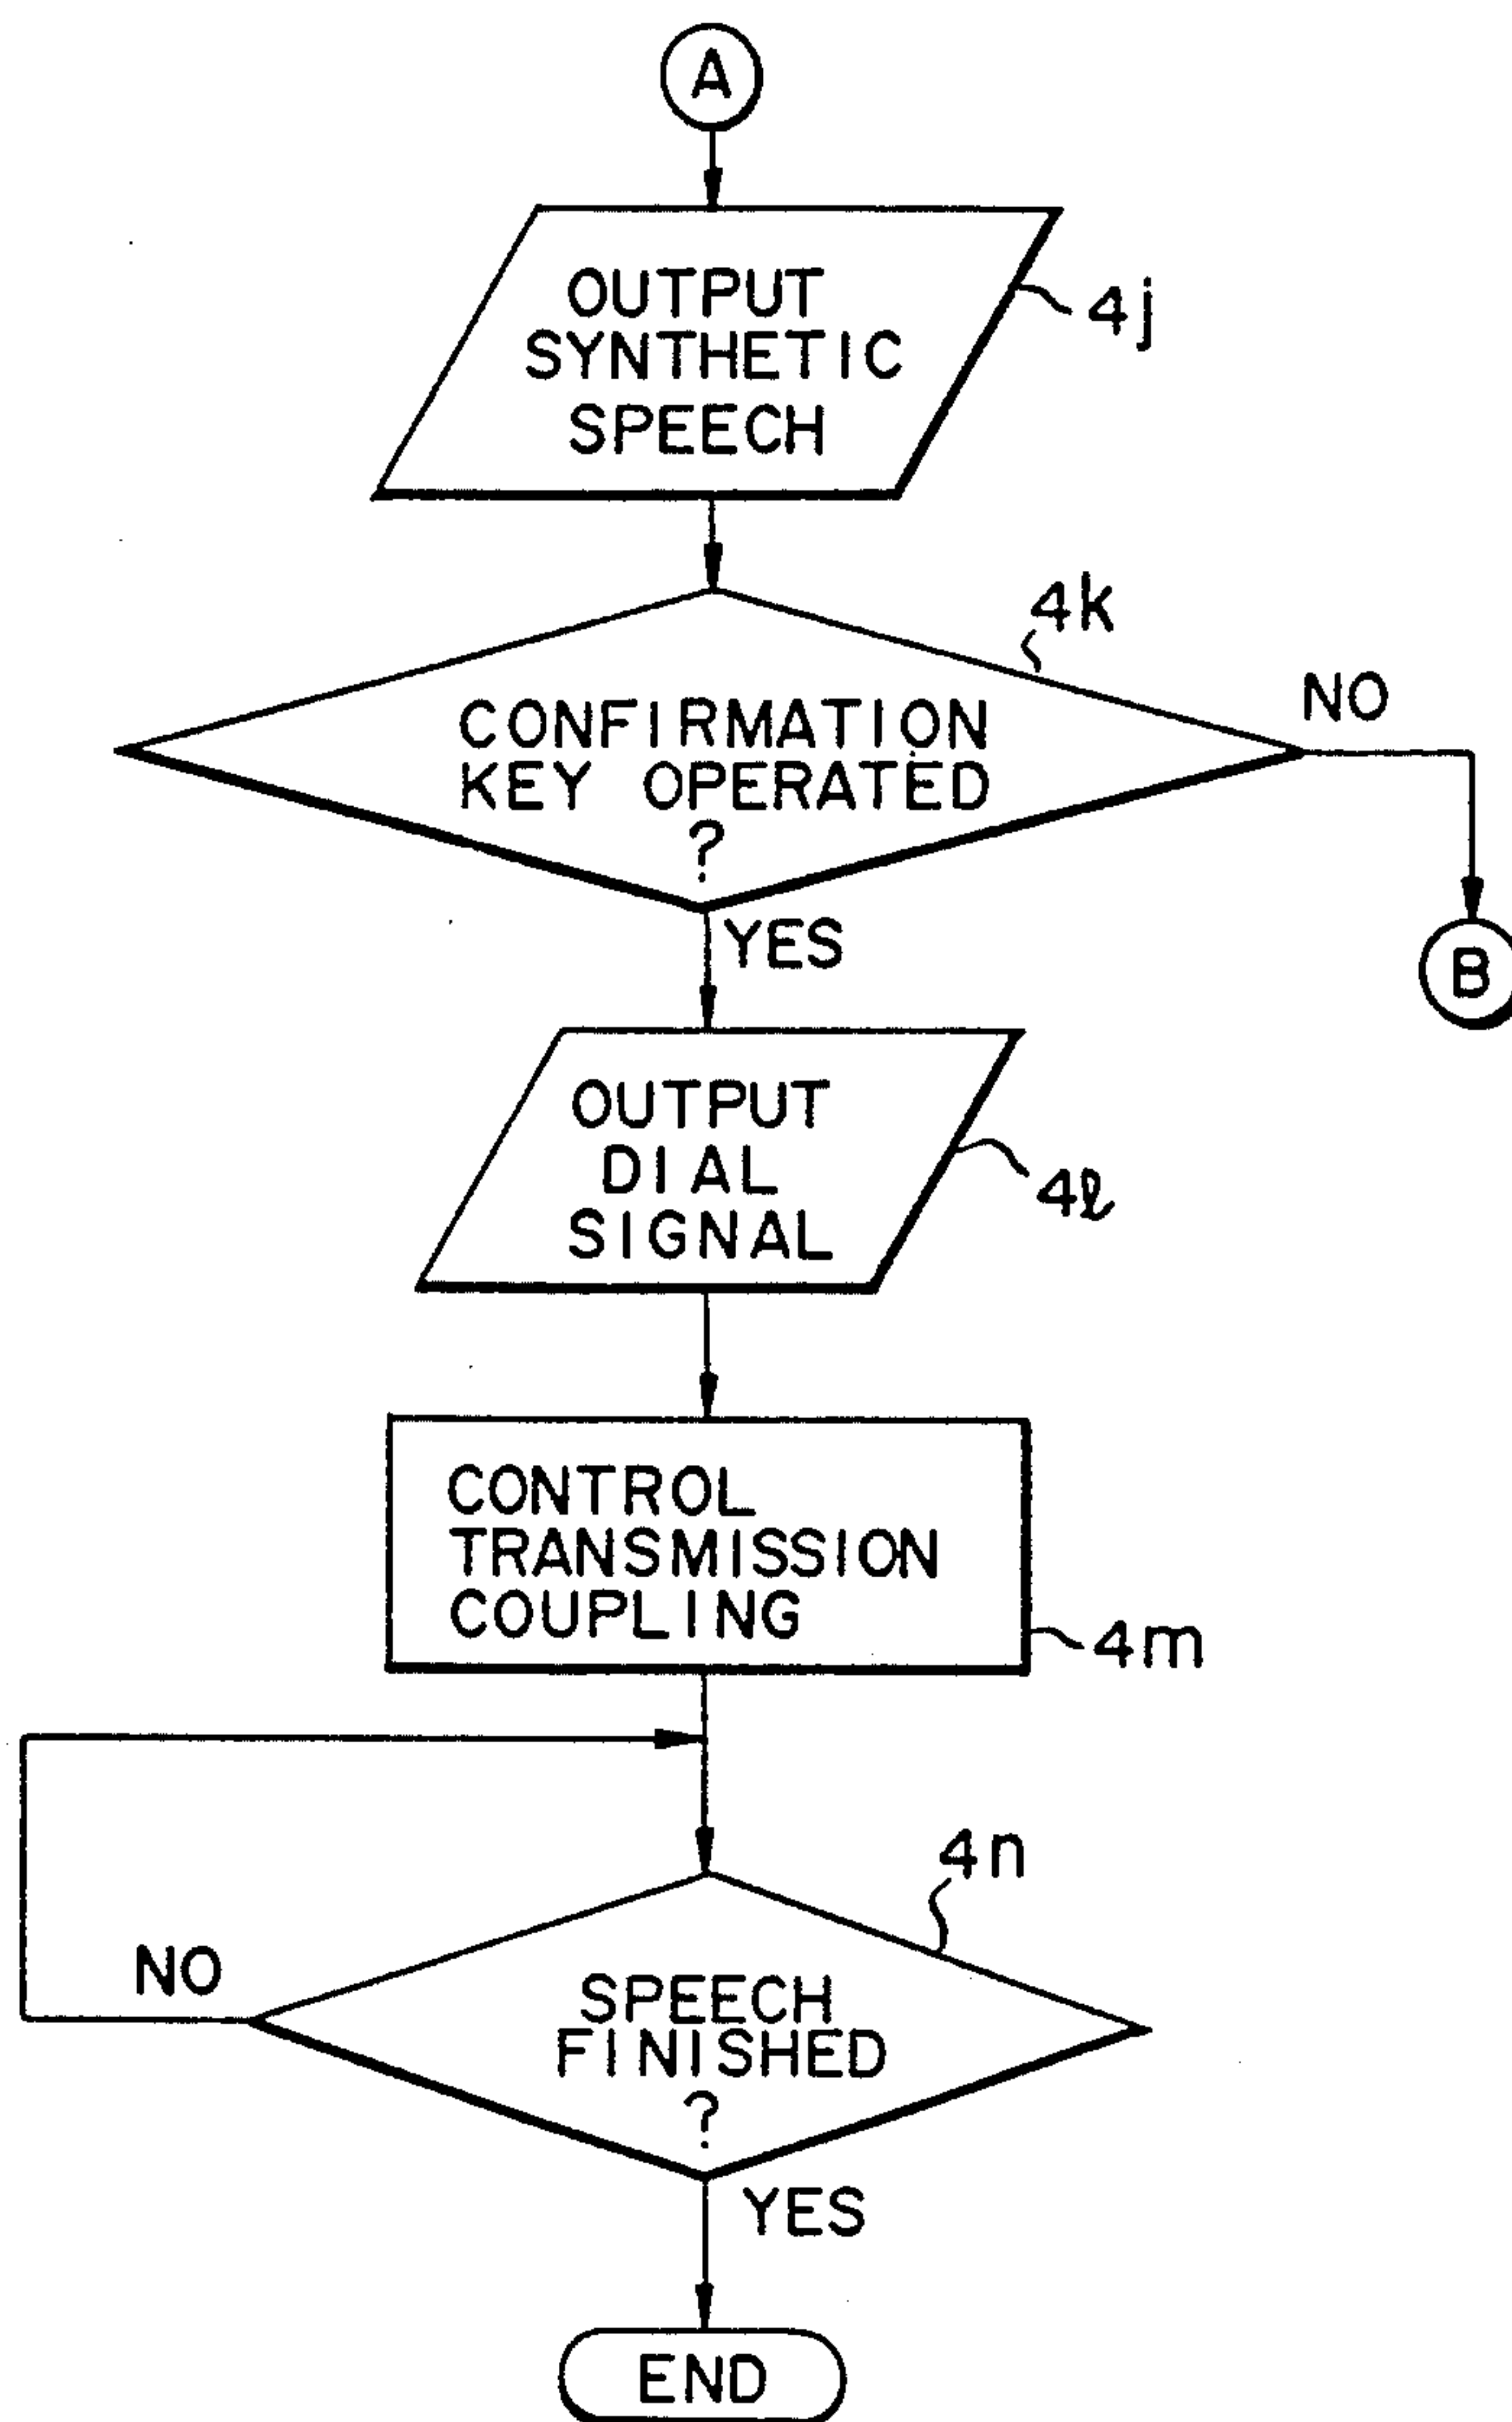 A
OUTPUT
SYNTHETIC
SPEECH
4j
4k
CONFIRMATION
KEY OPERATED
?
NO
YES
B
OUTPUT
DIAL
SIGNAL
4ℓ
CONTROL
TRANSMISSION
COUPLING
4m
4n
NO
SPEECH
FINISHED
?
YES
END